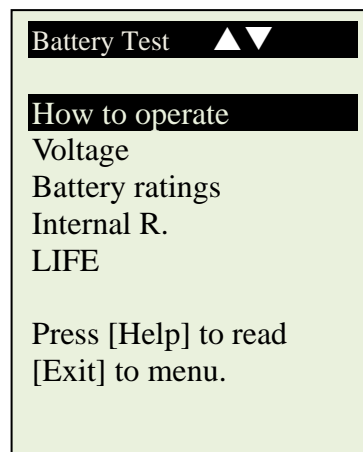 Battery Test ▲▼
How to operate
Voltage
Battery ratings
Internal R.
LIFE
Press [Help] to read
[Exit] to menu.